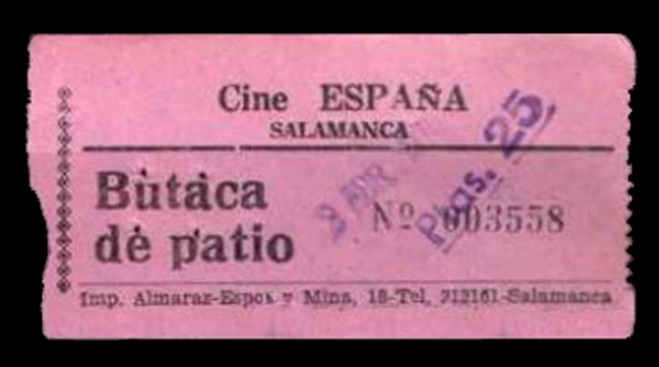 Cine ESPAÑA
SALAMANCA
Butaca
de patio
Nº 003558
Ptas. 25
Imp. Almaraz-Espoz y Mina, 18-Tel. 212161-Salamanca